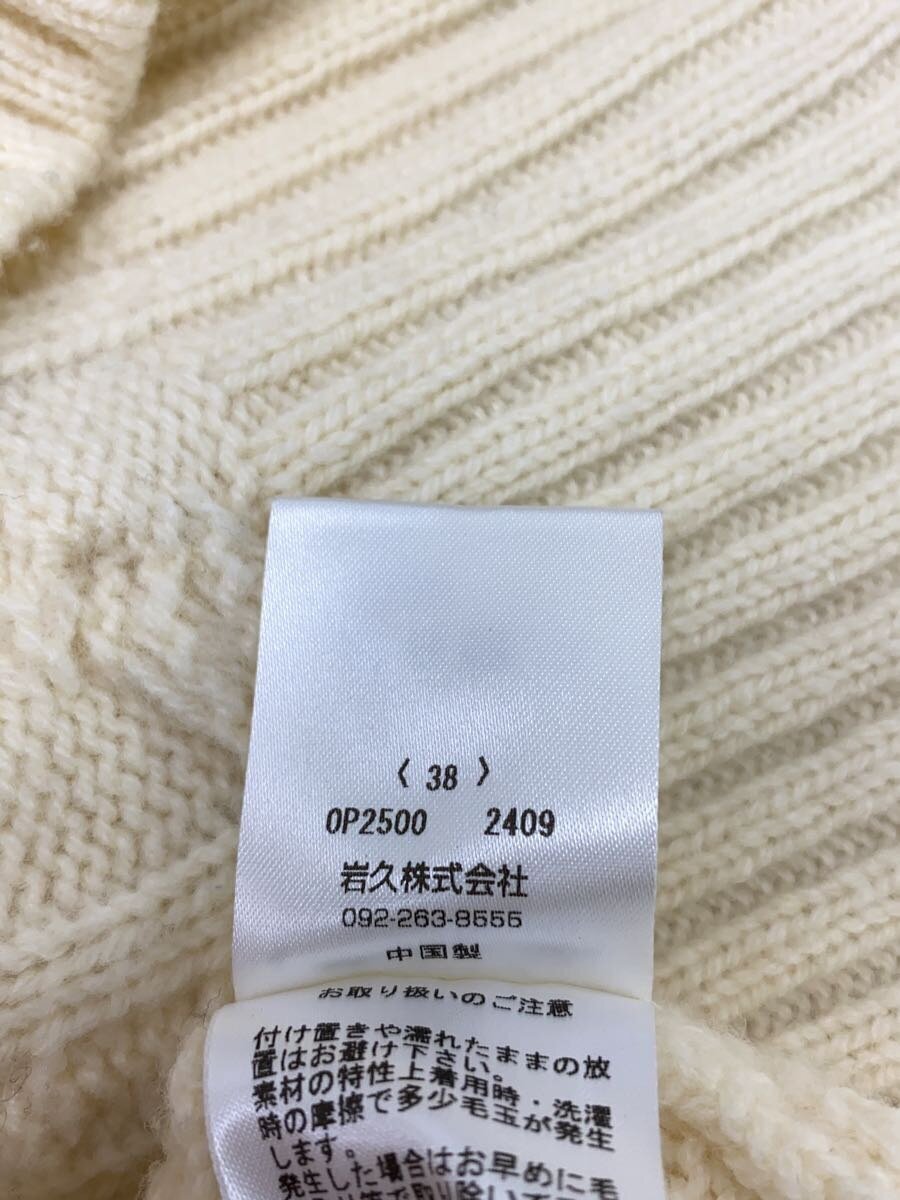 〈 38 〉
OP2500 2409
岩久株式会社
092-263-8555
中国製
お取り扱いのご注意
付け置きや濡れたままの放
置はお避け下さい。
素材の特性上着用時・洗濯
時の摩擦で多少毛玉が発生
します。
発生した場合はお早めに毛